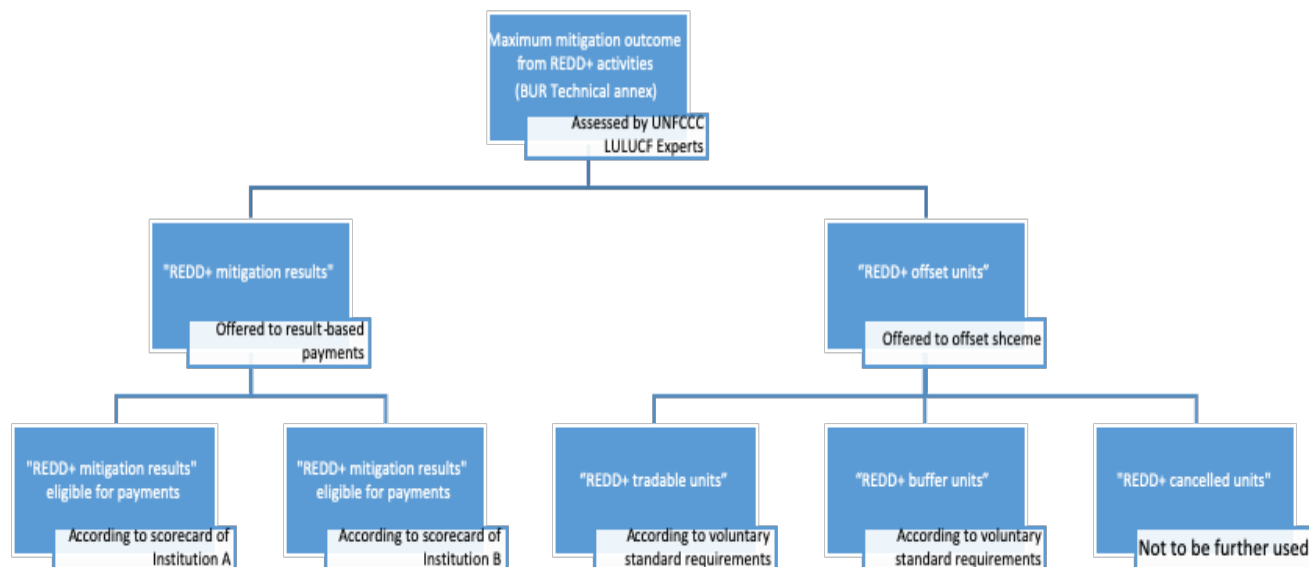 Maximum mitigation outcome
from REDD+ activities
(BUR Technical annex)
Assessed by UNFCCC
LULUCF Experts
"REDD+ mitigation results"
Offered to result-based
payments
“REDD+ offset units”
Offered to offset shceme
"REDD+ mitigation results"
eligible for payments
According to scorecard of
Institution A
"REDD+ mitigation results"
eligible for payments
According to scorecard of
Institution B
“REDD+ tradable units”
According to voluntary
standard requirements
“REDD+ buffer units”
According to voluntary
standard requirements
"REDD+ cancelled units"
Not to be further used